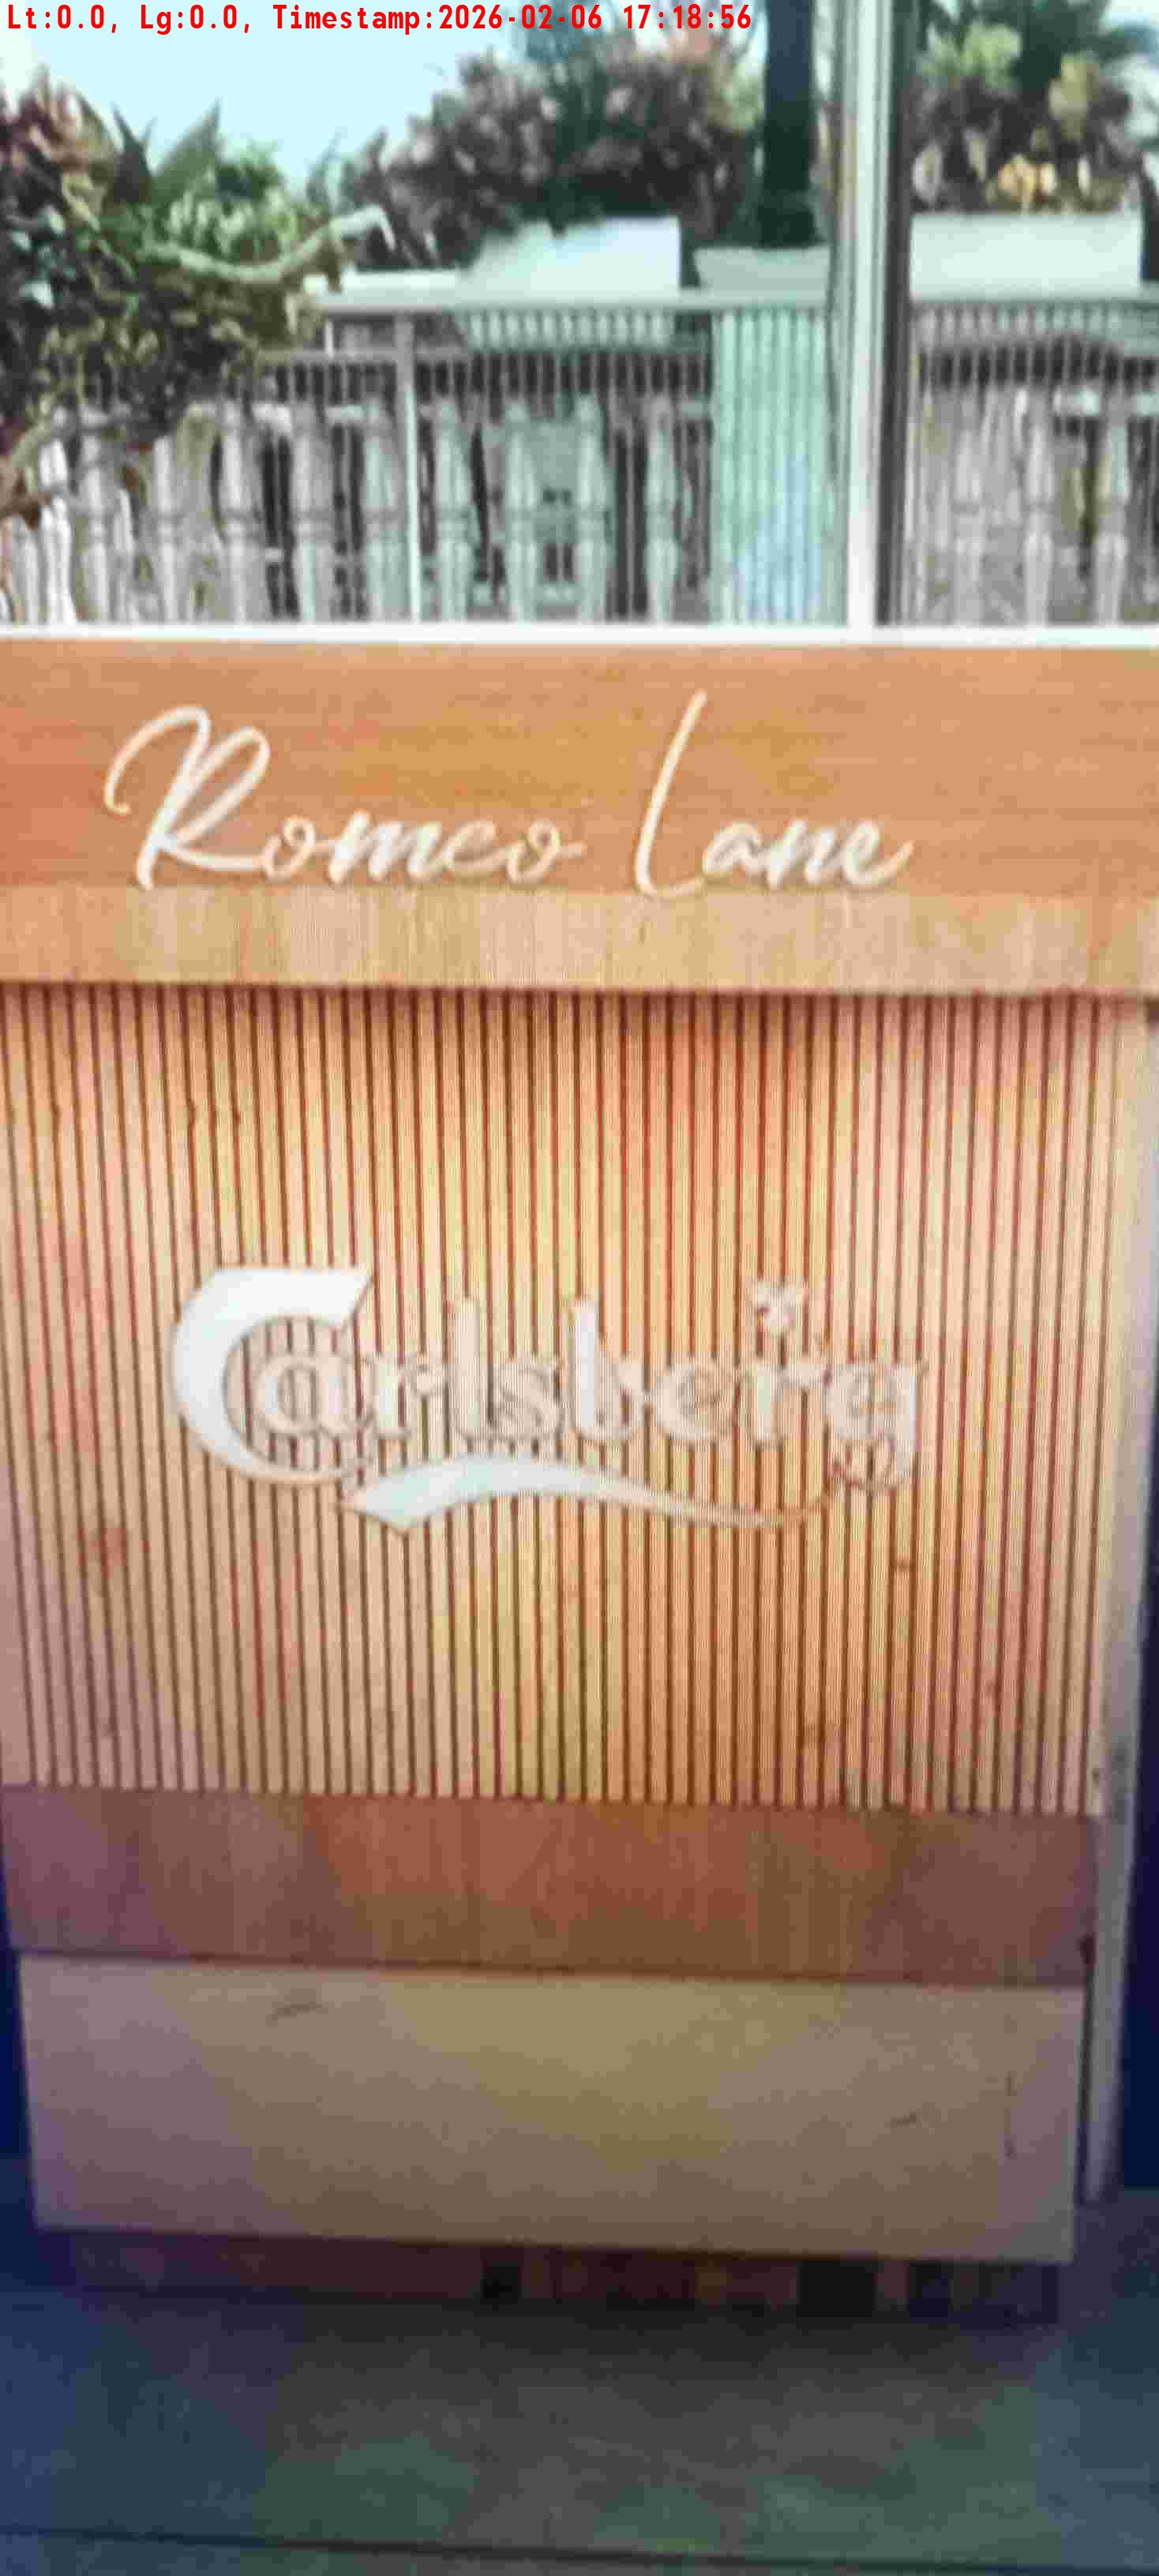 Lt:0.0, Lg:0.0, Timestamp:2026-02-06 17:18:56
Romeo Lane
Carlsberg